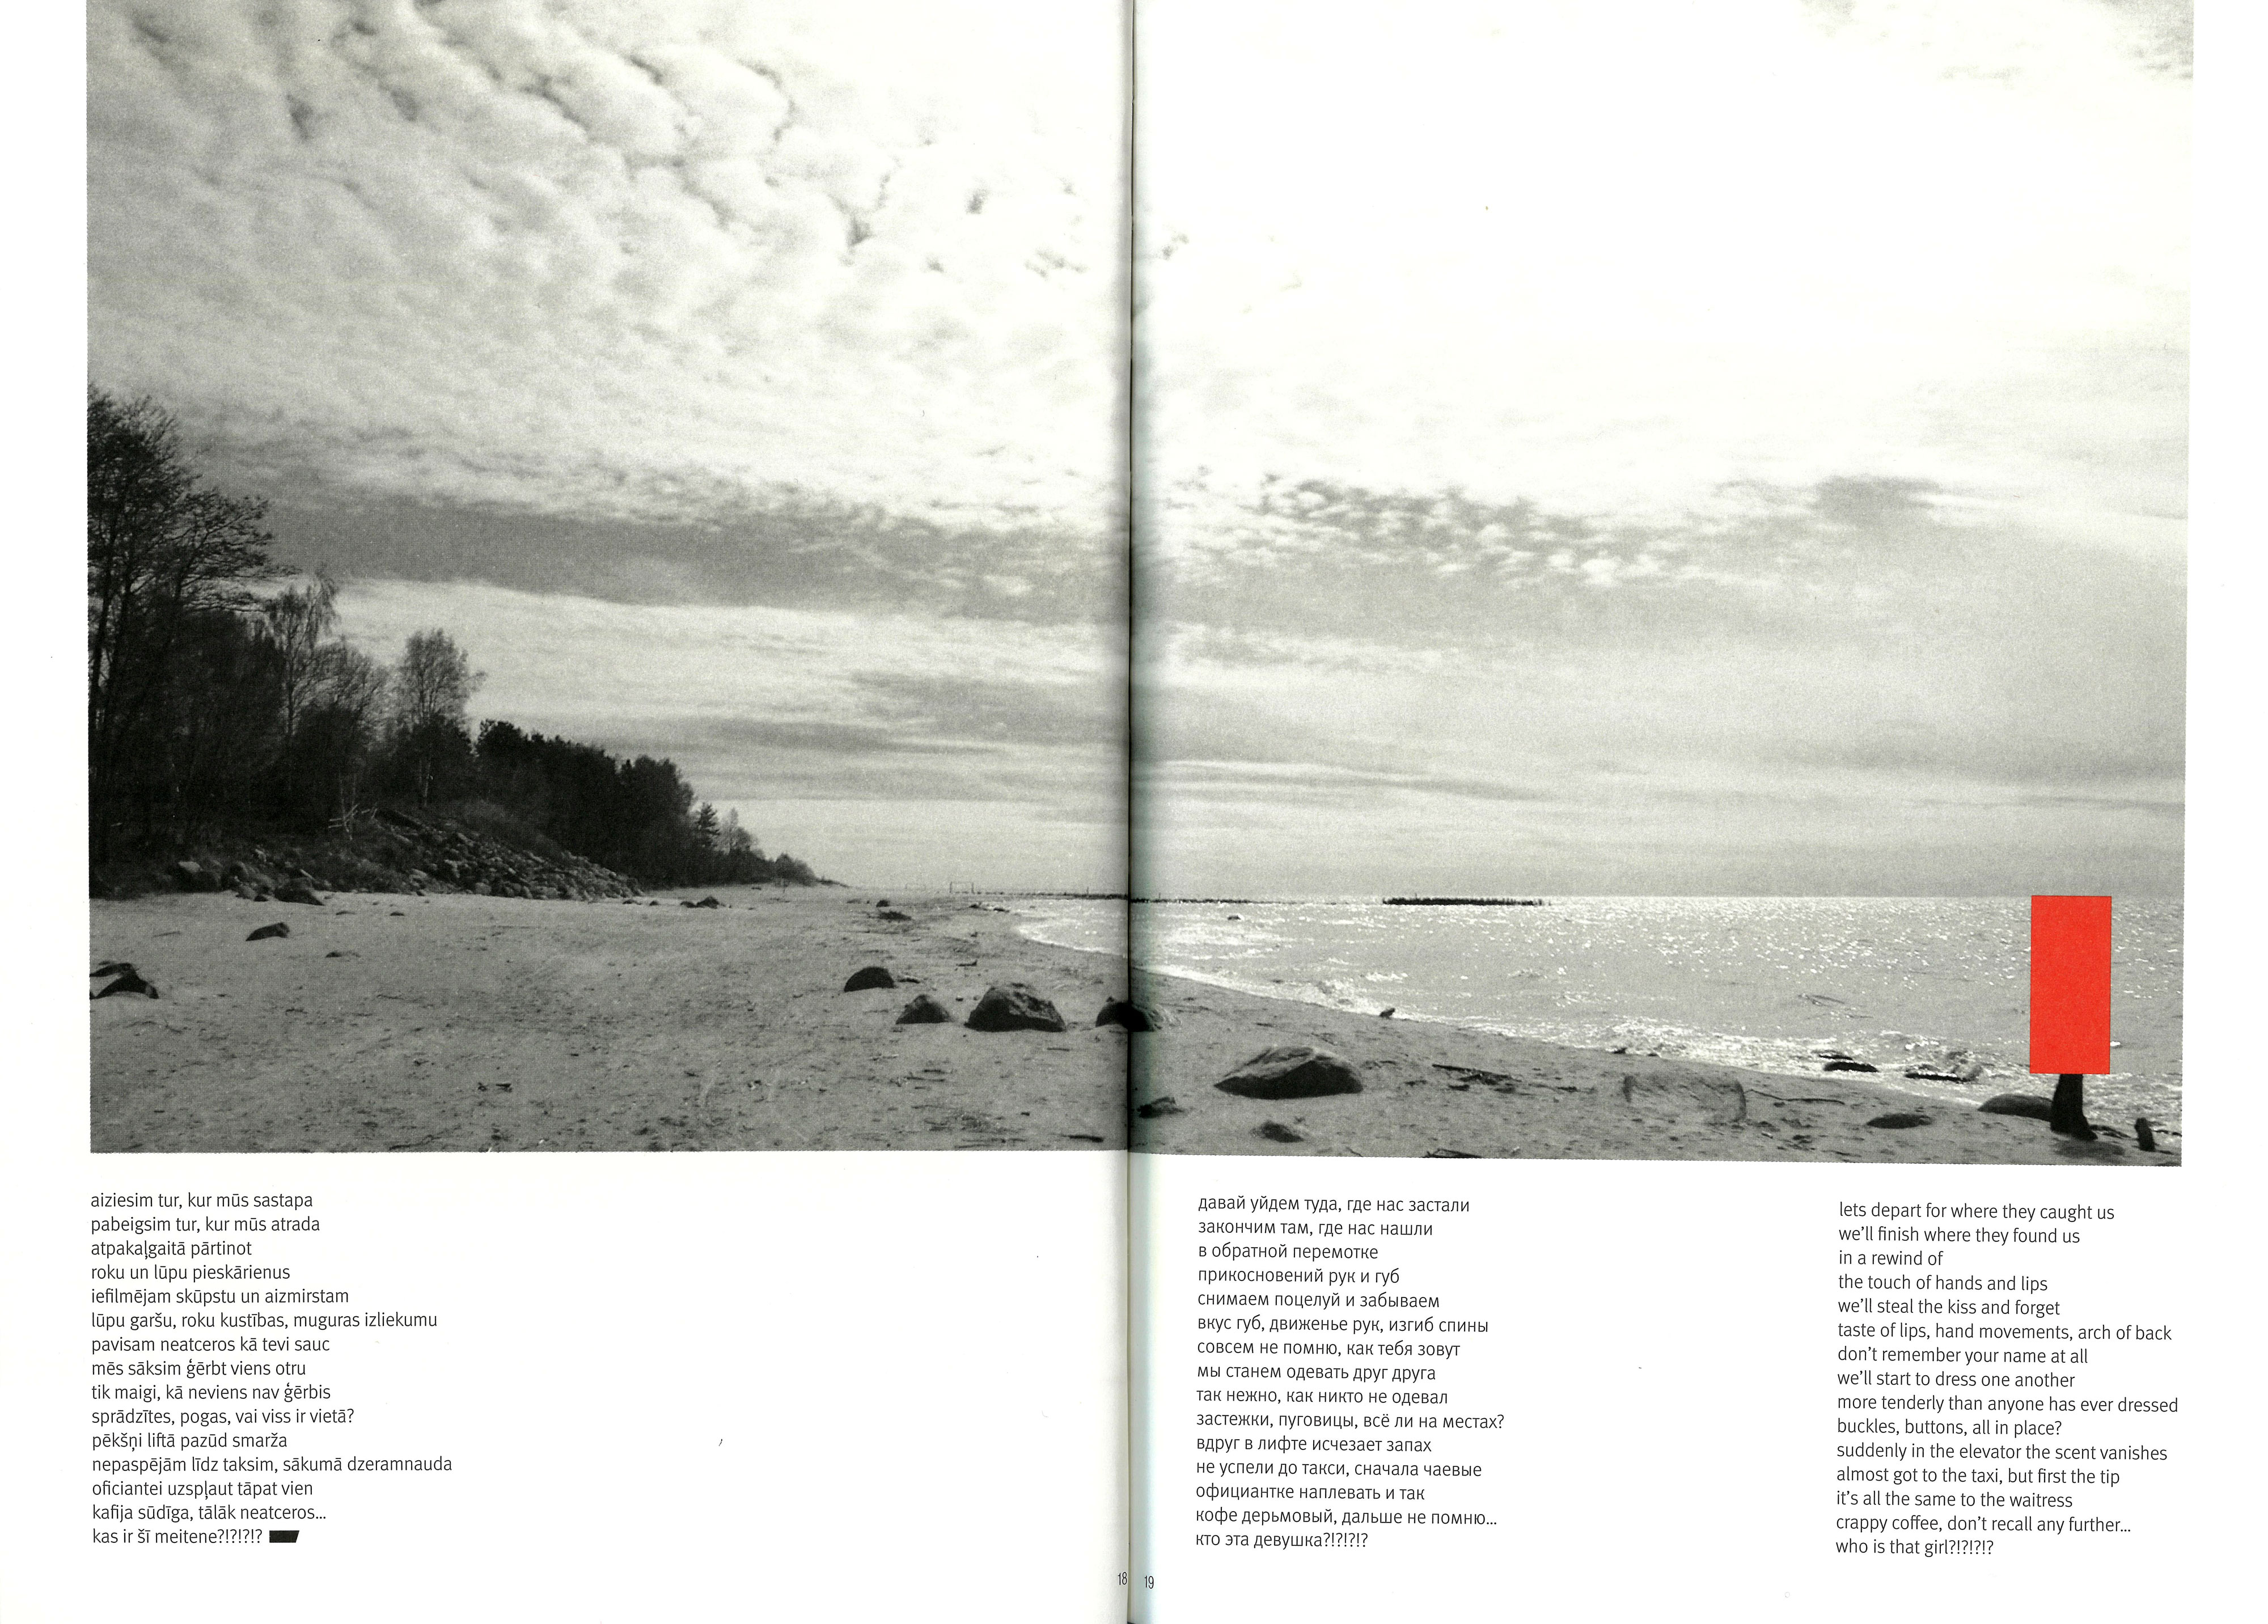 aiziesim tur, kur mūs sastapa
pabeigsim tur, kur mūs atrada
atpakaļgaitā pārtinot
roku un lūpu pieskārienus
iefilmējam skūpstu un aizmirstam
lūpu garšu, roku kustības, muguras izliekumu
pavisam neatceros kā tevi sauc
mēs sāksim ģērbt viens otru
tik maigi, kā neviens nav ģērbis
sprādzītes, pogas, vai viss ir vietā?
pēkšņi liftā pazūd smarža
nepaspējām līdz taksim, sākumā dzeramnauda
oficiantei uzspļaut tāpat vien
kafija sūdīga, tālāk neatceros...
kas ir šī meitene?!?!?!?
18
давай уйдем туда, где нас застали
закончим там, где нас нашли
в обратной перемотке
прикосновений рук и губ
снимаем поцелуй и забываем
вкус губ, движенье рук, изгиб спины
совсем не помню, как тебя зовут
мы станем одевать друг друга
так нежно, как никто не одевал
застежки, пуговицы, всё ли на местах?
вдруг в лифте исчезает запах
не успели до такси, сначала чаевые
официантке наплевать и так
кофе дерьмовый, дальше не помню...
кто эта девушка?!?!?!?
lets depart for where they caught us
we'll finish where they found us
in a rewind of
the touch of hands and lips
we'll steal the kiss and forget
taste of lips, hand movements, arch of back
don't remember your name at all
we'll start to dress one another
more tenderly than anyone has ever dressed
buckles, buttons, all in place?
suddenly in the elevator the scent vanishes
almost got to the taxi, but first the tip
it's all the same to the waitress
crappy coffee, don't recall any further...
who is that girl?!?!?!?
19